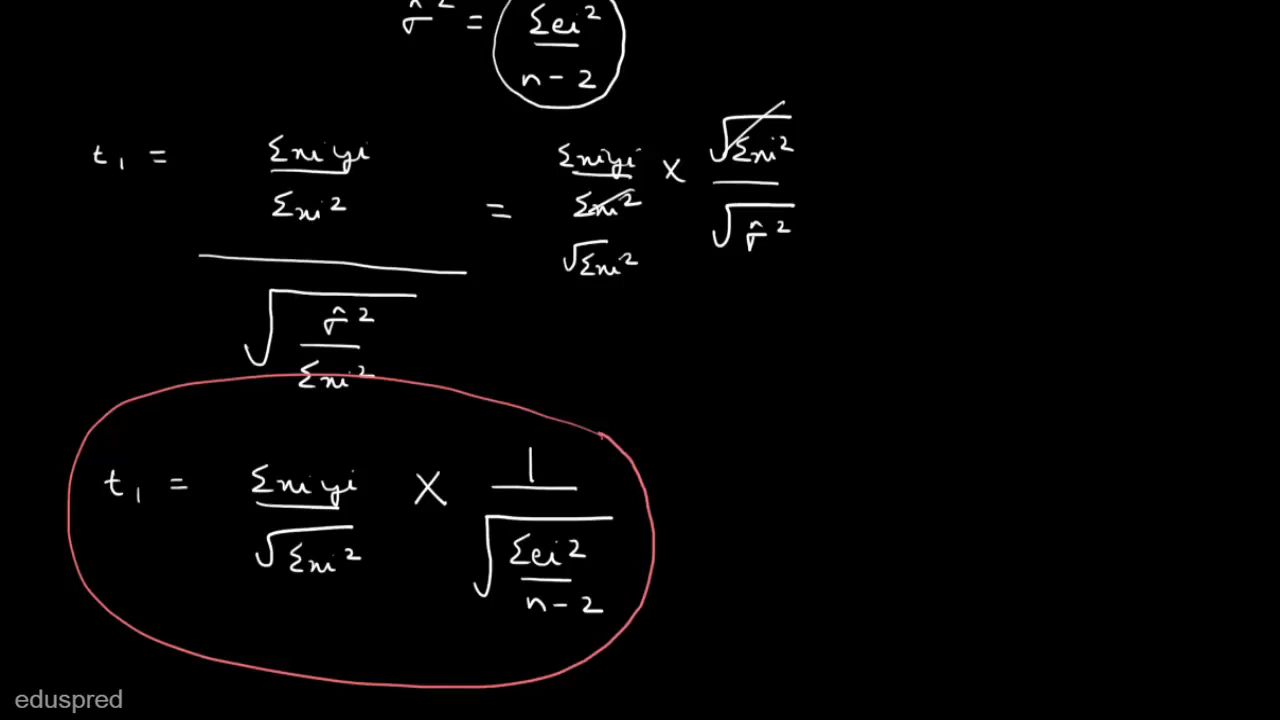 σ̂² = Σei² / n - 2
t₁ = (Σxiyi / Σxi²) / √(σ̂² / Σxi²) = Σxiyi / Σxi² √Σxi² × √Σxi² / √σ̂²
t₁ = Σxiyi / √Σxi² × 1 / √(Σei² / n - 2)
eduspred